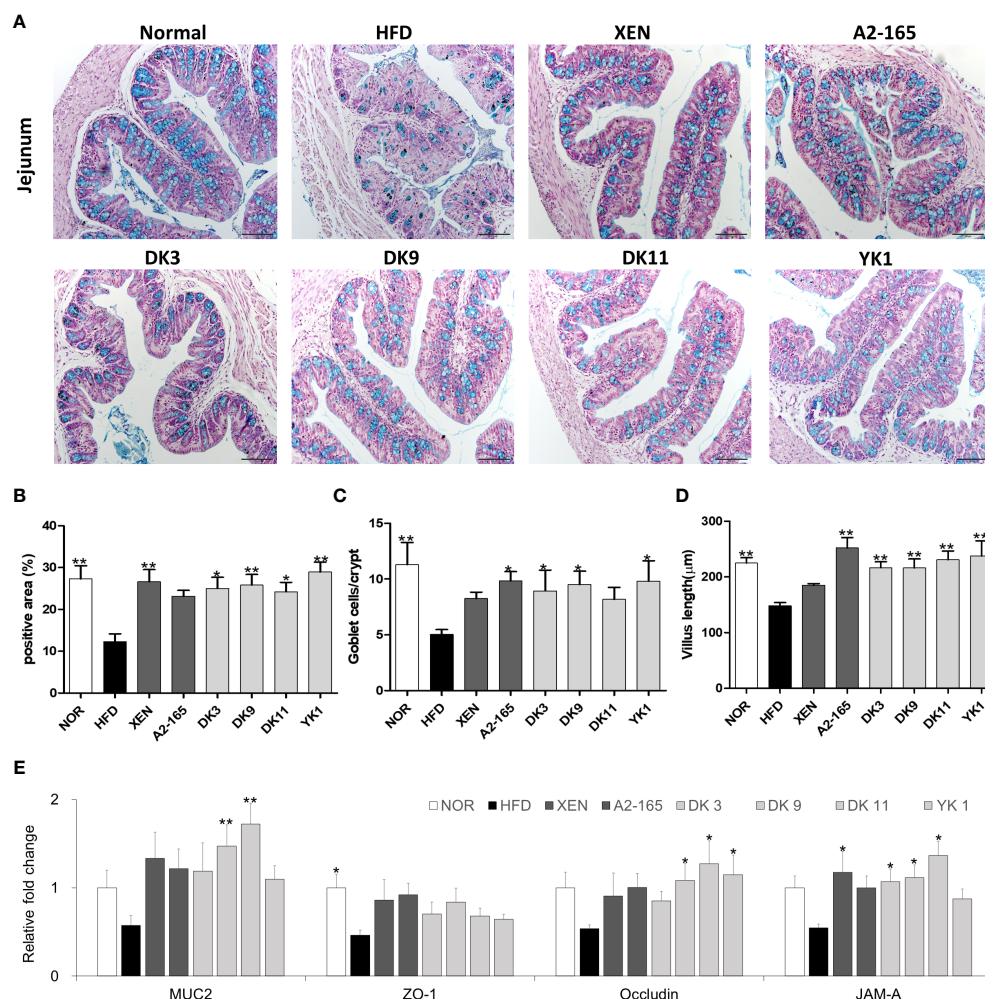 A
Normal HFD XEN A2-165
Jejunum
DK3 DK9 DK11 YK1
B C D
positive area (%)
40
30
20
10
0
** ** * ** * **
NOR HFD XEN A2-165 DK3 DK9 DK11 YK1
Goblet cells/crypt
15
10
5
0
** * * * *
NOR HFD XEN A2-165 DK3 DK9 DK11 YK1
Villus length(μm)
300
200
100
0
** ** ** ** ** **
NOR HFD XEN A2-165 DK3 DK9 DK11 YK1
E
NOR HFD XEN A2-165 DK 3 DK 9 DK 11 YK 1
Relative fold change
2
1
0
** ** * * * * * * * *
MUC2 ZO-1 Occludin JAM-A